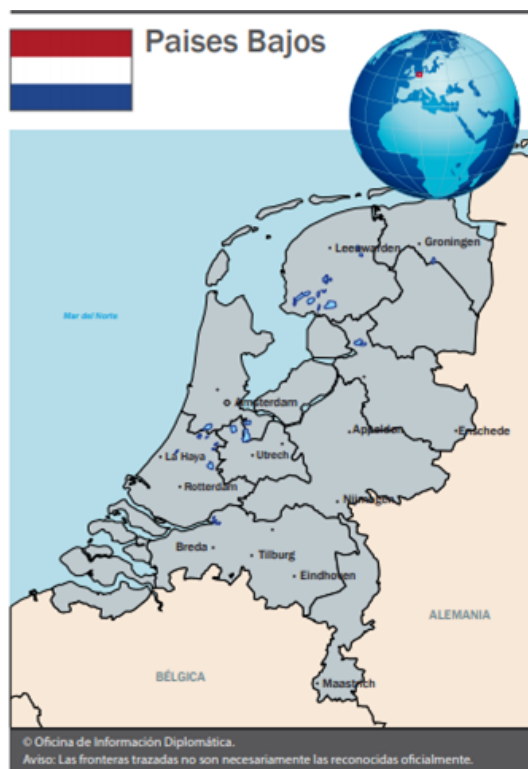 Paises Bajos
Leeuwarden
Groningen
Mar del Norte
Amsterdam
Appelden
Enschede
La Haya
Utrech
Rotterdam
Nijmegen
Breda
Tilburg
Eindhoven
ALEMANIA
BÉLGICA
Maastrich
© Oficina de Información Diplomática.
Aviso: Las fronteras trazadas no son necesariamente las reconocidas oficialmente.